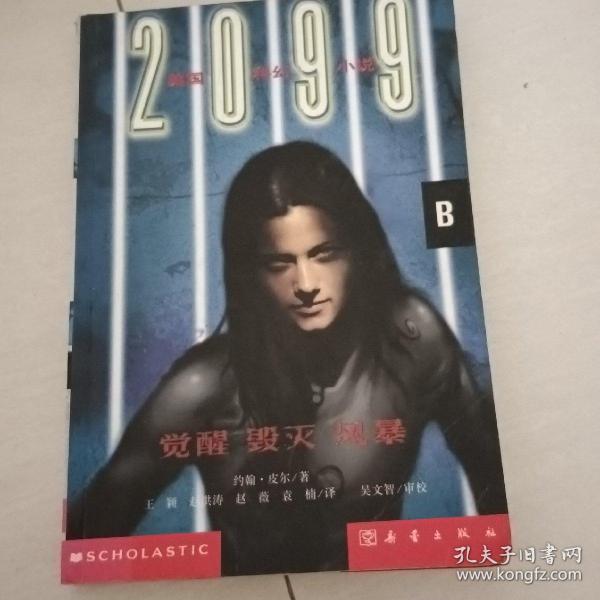 2099
美国 科幻 小说
B
觉醒 毁灭 风暴
约翰·皮尔/著
王 颖 赵洪涛 赵 薇 袁 楠/译 吴文智/审校
SCHOLASTIC
新蕾出版社
孔夫子旧书网
www.kongfz.com